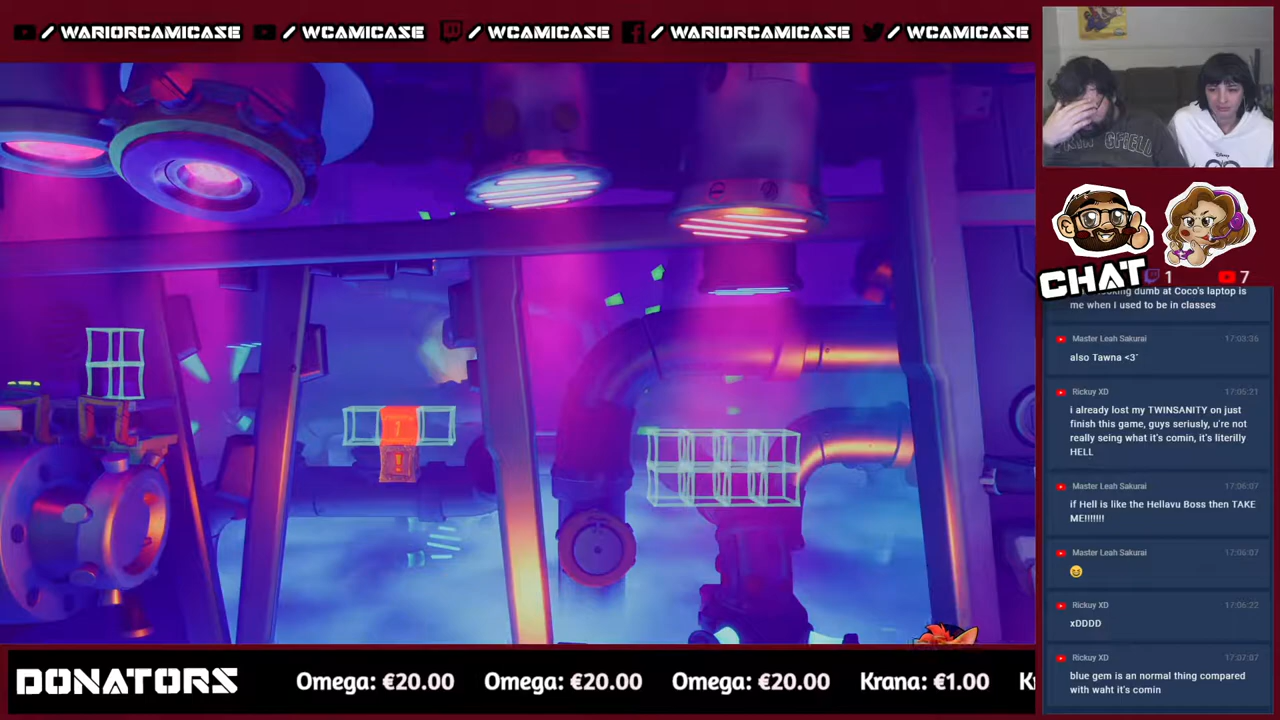 / WARIORCAMICASE / WCAMICASE / WCAMICASE / WARIORCAMICASE / WCAMICASE
Disney
CHAT 1 7
dumb at Coco's laptop is
me when I used to be in classes
Master Leah Sakurai 17:03:36
also Tawna <3˝
Rickuy XD 17:05:21
i already lost my TWINSANITY on just
finish this game, guys seriusly, u're not
really seing what it's comin, it's literilly
HELL
Master Leah Sakurai 17:06:07
if Hell is like the Hellavu Boss then TAKE
ME!!!!!!!
Master Leah Sakurai 17:06:07
😆
Rickuy XD 17:06:22
xDDDD
Rickuy XD 17:07:07
blue gem is an normal thing compared
with waht it's comin
!
DONATORS Omega: €20.00 Omega: €20.00 Omega: €20.00 Krana: €1.00